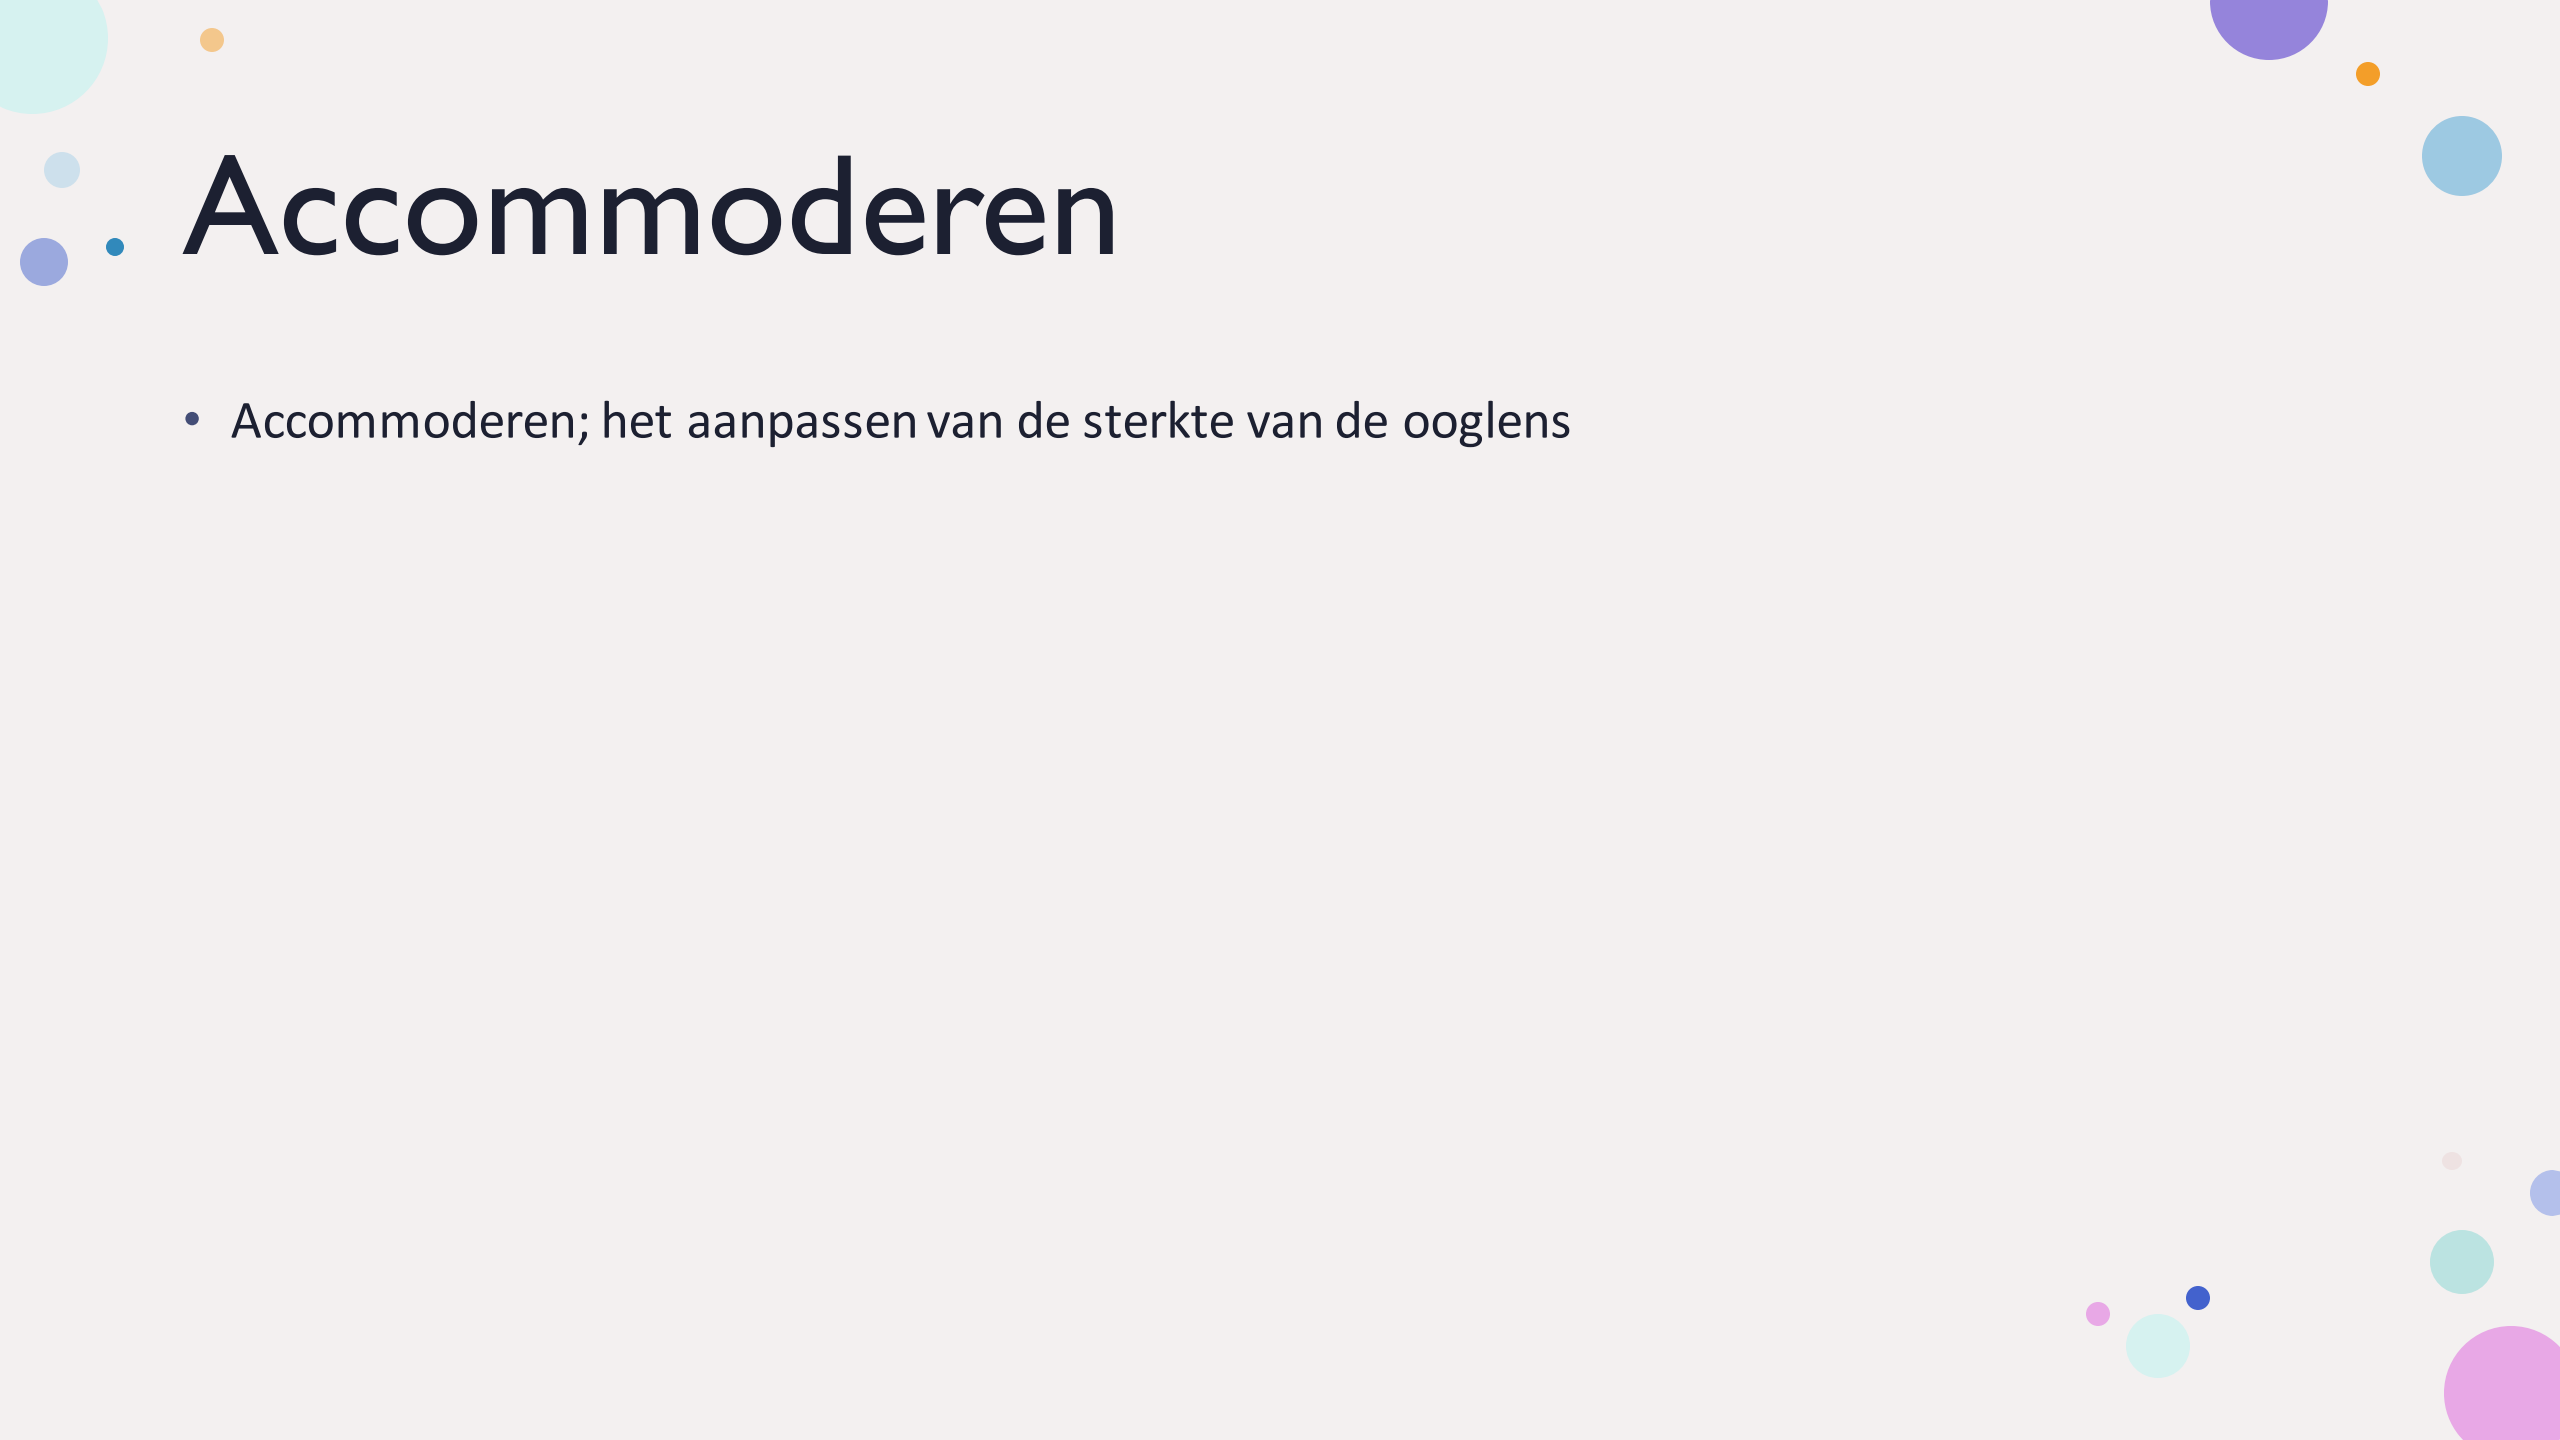 Accommoderen
• Accommoderen; het aanpassen van de sterkte van de ooglens